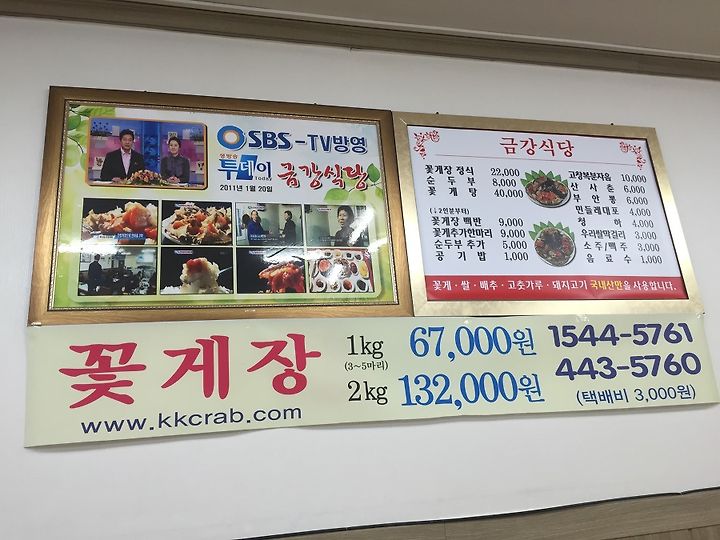 SBS - TV방영
생방송 투데이 Today 금강식당
2011년 1월 20일
금강식당
꽃게장 정식 22,000
순두부 8,000
꽃게탕 40,000
(↓2인분부터)
꽃게장 백반 9,000
꽃게추가한마리 9,000
순두부 추가 5,000
공기밥 1,000
고창복분자음 10,000
산사춘 6,000
부안뽕 6,000
민들레대포 4,000
청하 4,000
우리쌀막걸리 3,000
소주/맥주 3,000
음료수 1,000
꽃게 · 쌀 · 배추 · 고춧가루 · 돼지고기 국내산만을 사용합니다.
꽃게장
www.kkcrab.com
1kg (3~5마리) 67,000원
2kg 132,000원
1544-5761
443-5760
(택배비 3,000원)